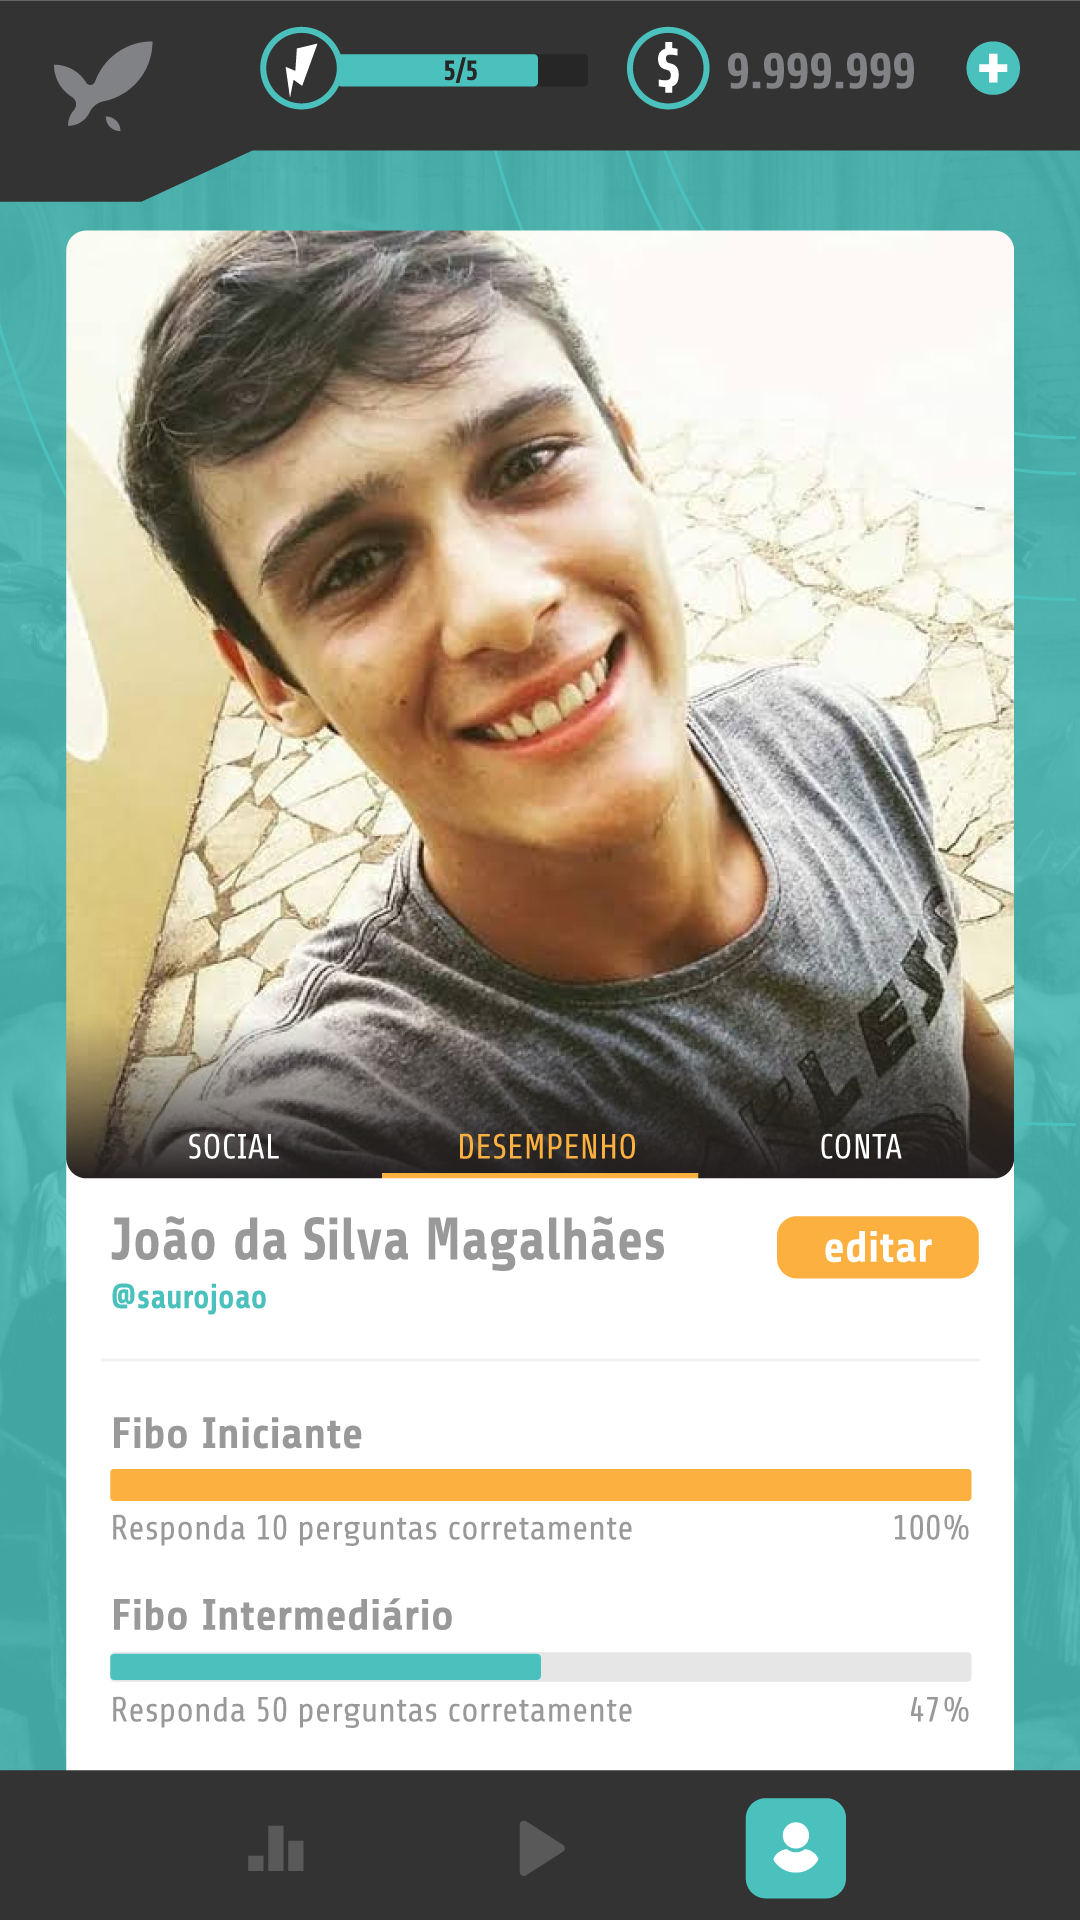 5/5
$
9.999.999
SOCIAL
DESEMPENHO
CONTA
João da Silva Magalhães
editar
@saurojoao
Fibo Iniciante
Responda 10 perguntas corretamente
100%
Fibo Intermediário
Responda 50 perguntas corretamente
47%